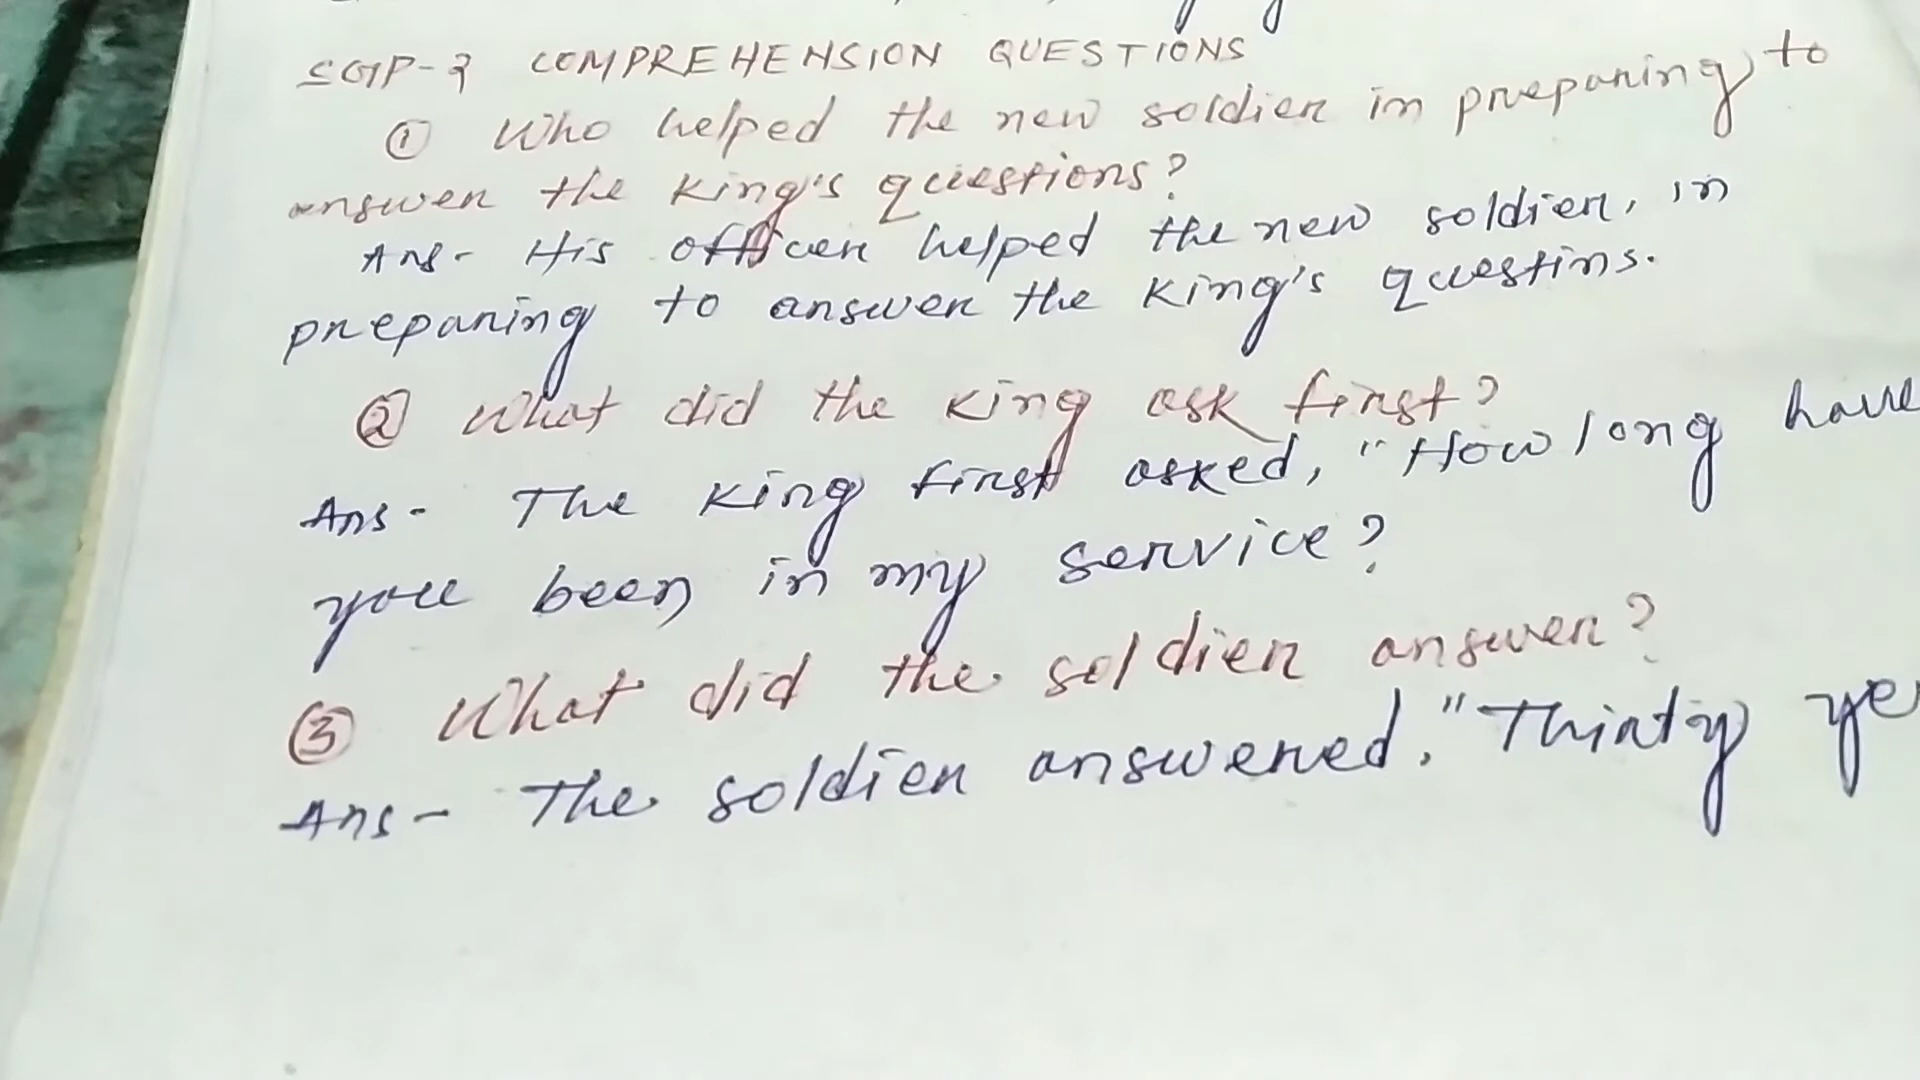 SGP-3 COMPREHENSION QUESTIONS
① Who helped the new soldier in preparing to
answer the King's questions?
Ans- His officer helped the new soldier, in
preparing to answer the King's questins.
② What did the King ask first?
Ans- The King first asked, "How long have
you been in my service?
③ What did the soldier answer?
Ans- The soldier answered, "Thirty ye